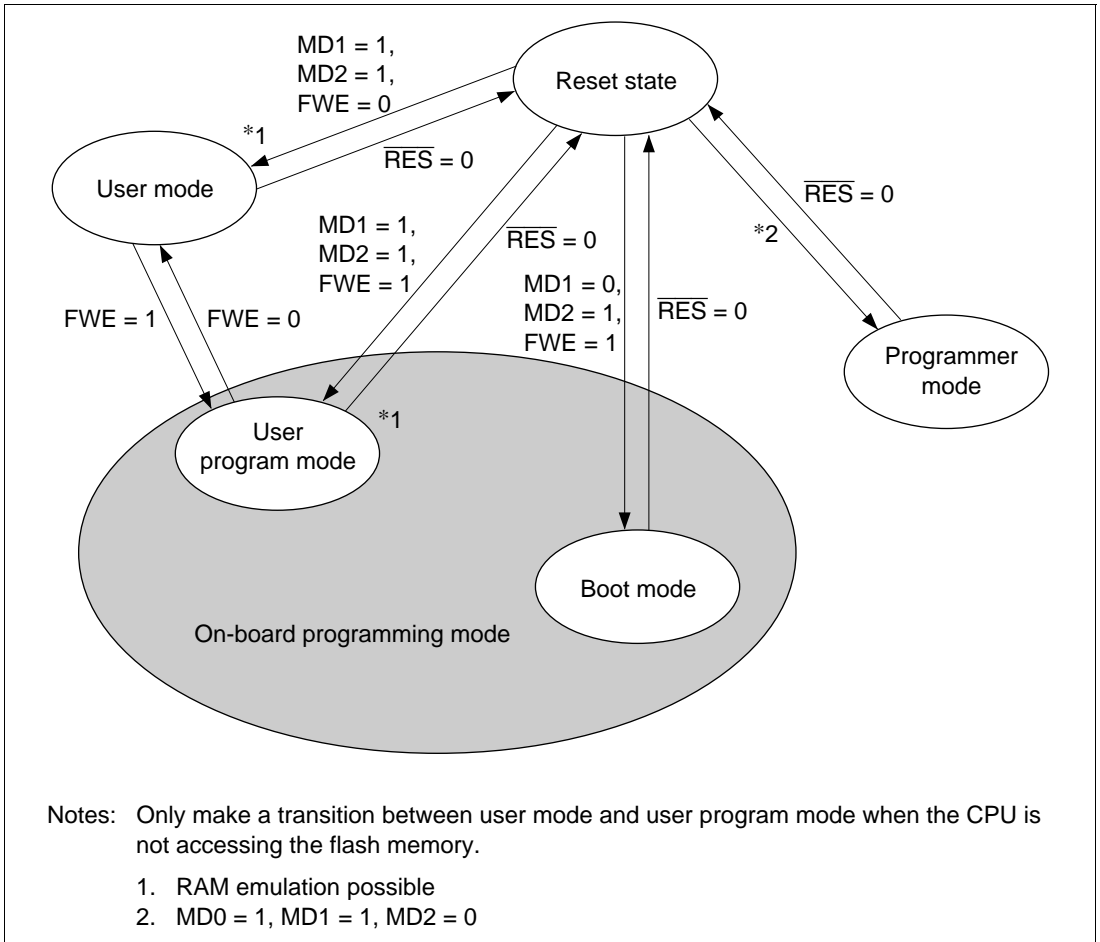 MD1 = 1,
MD2 = 1,
FWE = 0
Reset state
*1
RES = 0
User mode
RES = 0
*2
MD1 = 1,
MD2 = 1,
FWE = 1
RES = 0
MD1 = 0,
MD2 = 1,
FWE = 1
RES = 0
FWE = 1
FWE = 0
Programmer
mode
*1
User
program mode
Boot mode
On-board programming mode
Notes: Only make a transition between user mode and user program mode when the CPU is
not accessing the flash memory.
1. RAM emulation possible
2. MD0 = 1, MD1 = 1, MD2 = 0